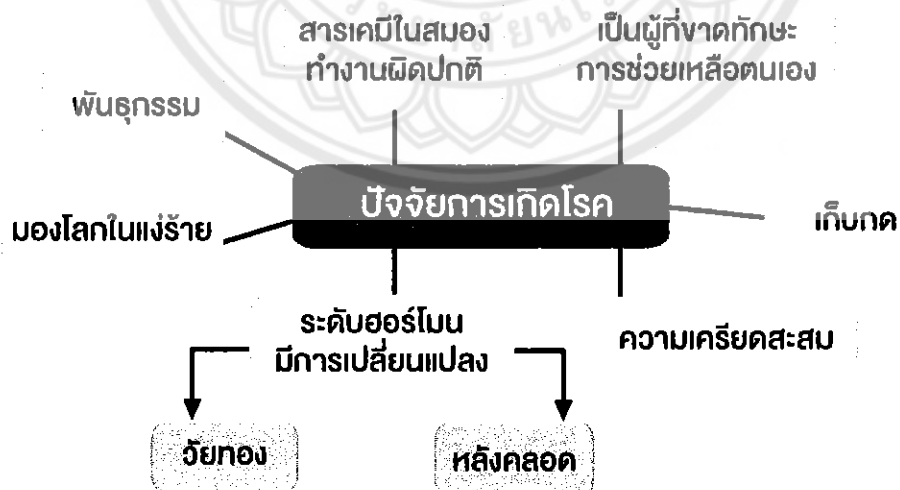 สารเคมีในสมอง
ทำงานผิดปกติ
เป็นผู้ที่ขาดทักษะ
การช่วยเหลือตนเอง
พันธุกรรม
ปัจจัยการเกิดโรค
มองโลกในแง่ร้าย
เก็บกด
ระดับฮอร์โมน
มีการเปลี่ยนแปลง
ความเครียดสะสม
วัยทอง
หลังคลอด